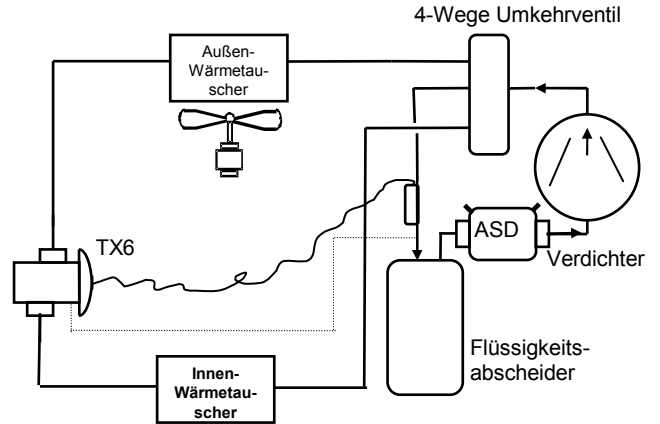 4-Wege Umkehrventil
Außen-
Wärmetau-
scher
TX6
ASD
Verdichter
Flüssigkeits-
abscheider
Innen-
Wärmetau-
scher